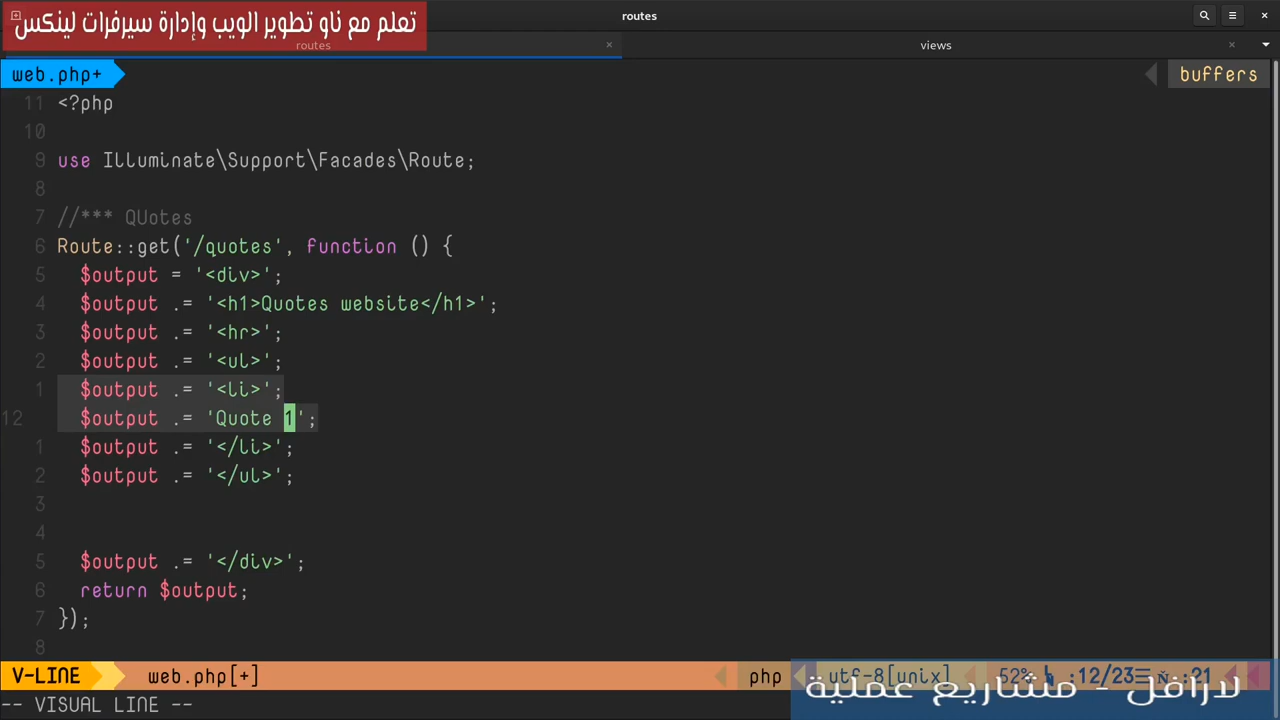 تعلم مع ناو تطوير الويب وإدارة سيرفرات لينكس
routes
routes ×
views ×
web.php+
buffers
11 <?php
10
9 use Illuminate\Support\Facades\Route;
8
7 //*** QUotes
6 Route::get('/quotes', function () {
5 $output = '<div>';
4 $output .= '<h1>Quotes website</h1>';
3 $output .= '<hr>';
2 $output .= '<ul>';
1 $output .= '<li>';
12 $output .= 'Quote 1';
1 $output .= '</li>';
2 $output .= '</ul>';
3
4
5 $output .= '</div>';
6 return $output;
7 });
8
V-LINE web.php[+] php utf-8[unix] 52% :12/23 :21
لارافل - مشاريع عملية
-- VISUAL LINE --